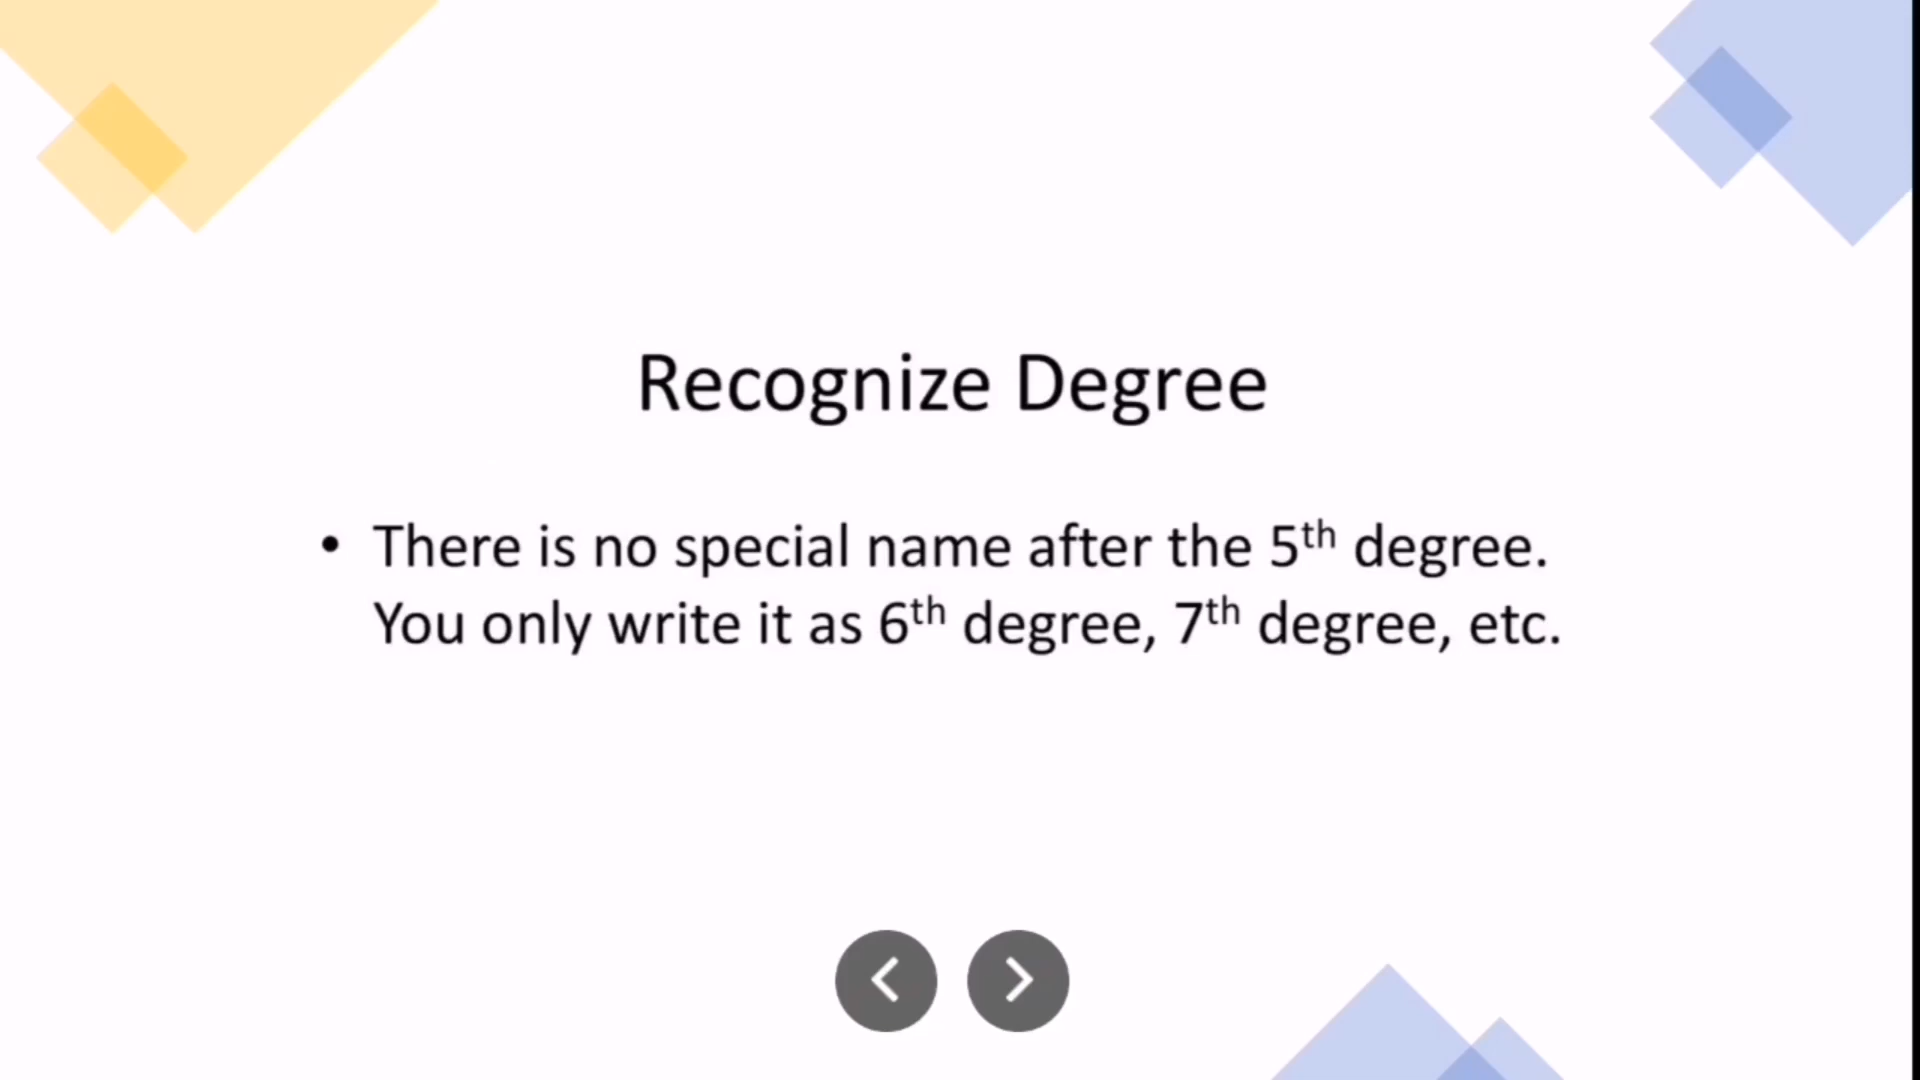 Recognize Degree
• There is no special name after the 5th degree.
You only write it as 6th degree, 7th degree, etc.